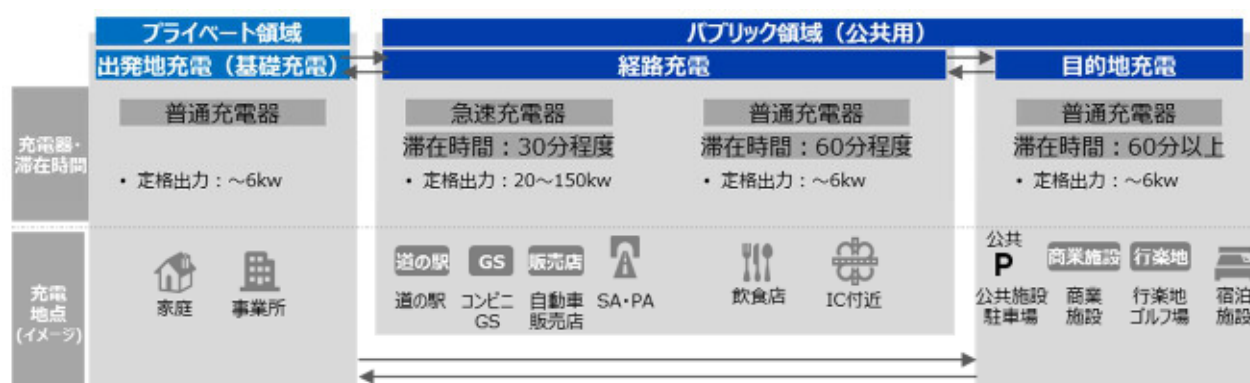 プライベート領域
パブリック領域（公共用）
出発地充電（基礎充電）
経路充電
目的地充電
充電器・
滞在時間
普通充電器
• 定格出力：～6kw
急速充電器
滞在時間：30分程度
• 定格出力：20～150kw
普通充電器
滞在時間：60分程度
• 定格出力：～6kw
普通充電器
滞在時間：60分以上
• 定格出力：～6kw
充電
地点
(イメージ)
家庭
事業所
道の駅
道の駅
GS
コンビニ
GS
販売店
自動車
販売店
SA・PA
飲食店
IC付近
公共
P
公共施設
駐車場
商業施設
商業
施設
行楽地
行楽地
ゴルフ場
宿泊
施設